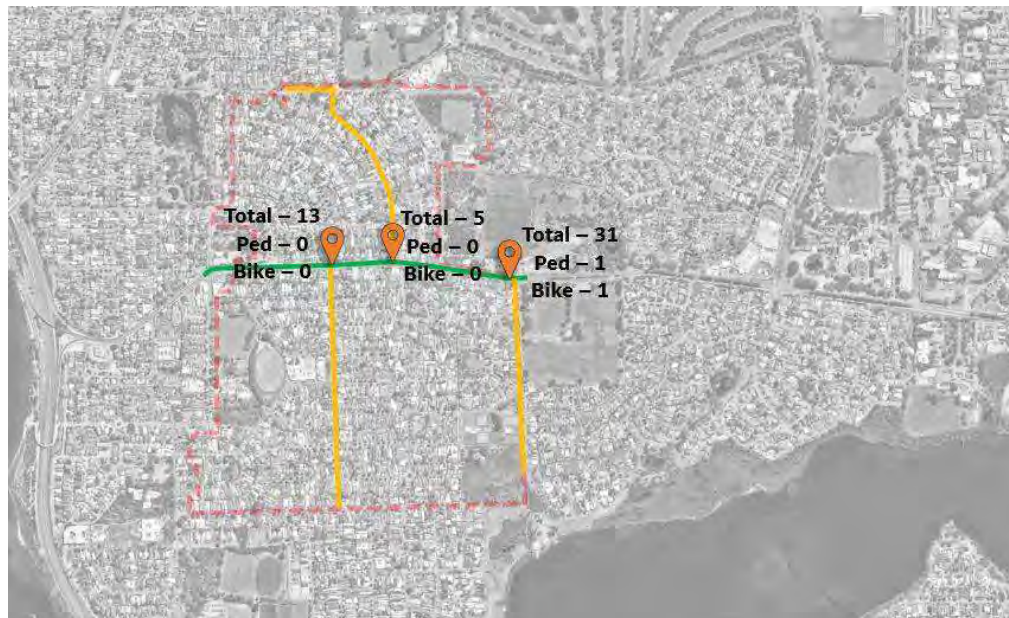 Total – 13
Ped – 0
Bike – 0
Total – 5
Ped – 0
Bike – 0
Total – 31
Ped – 1
Bike – 1